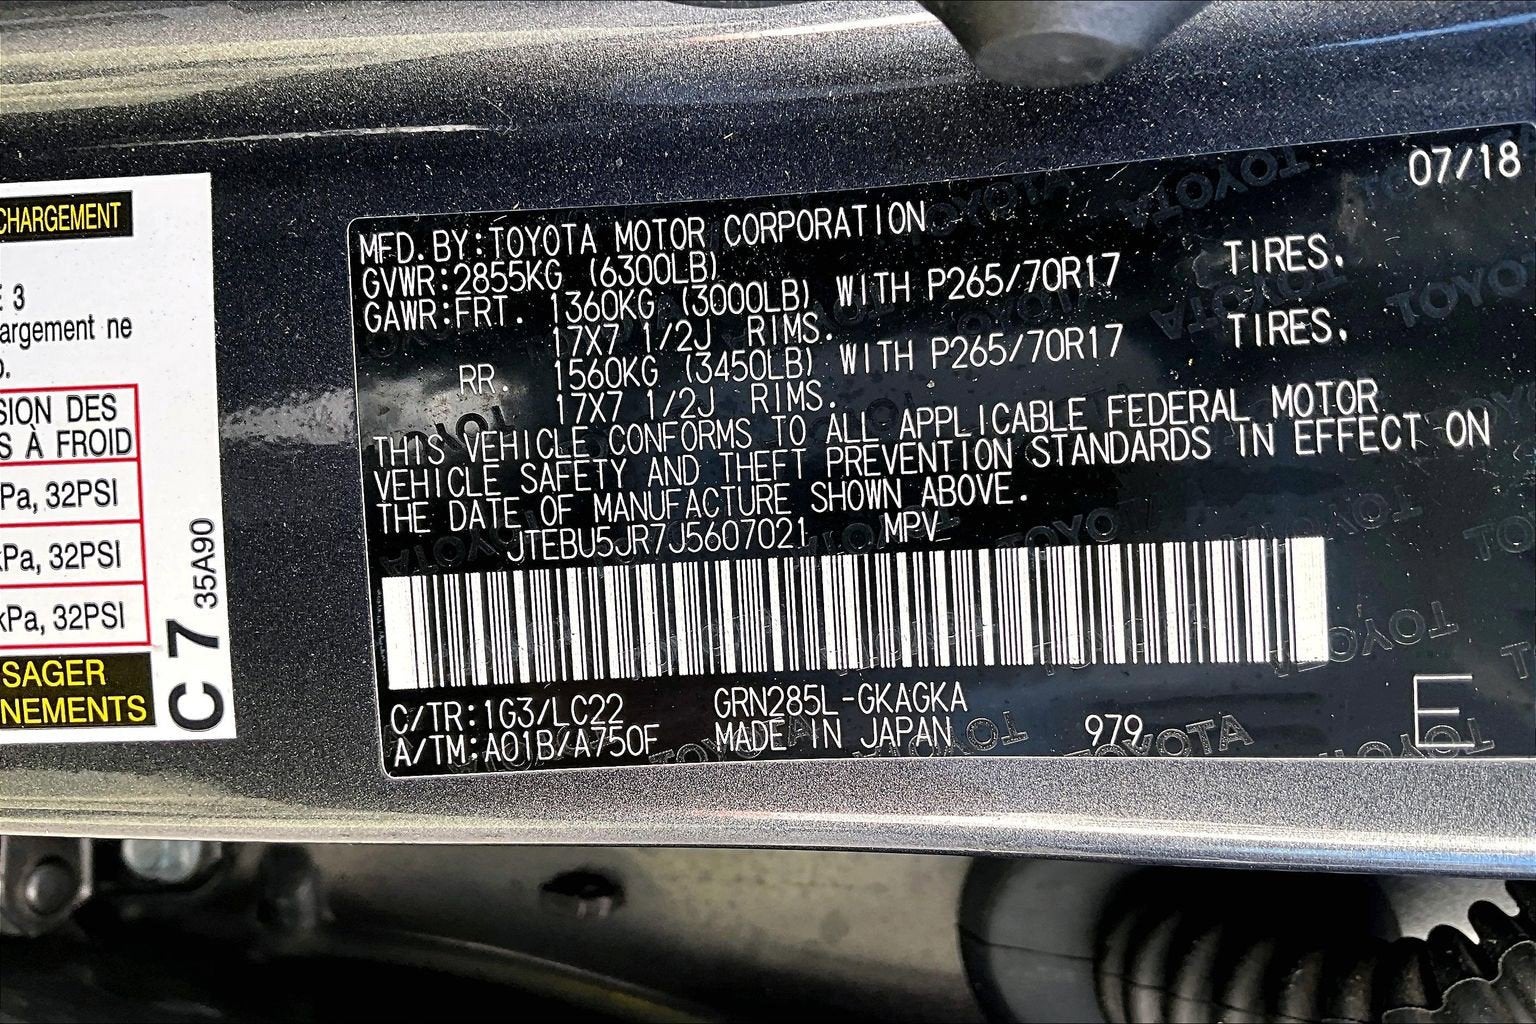 CHARGEMENT
E 3
argement ne
SION DES
S À FROID
Pa, 32PSI
kPa, 32PSI
kPa, 32PSI
SAGER
NEMENTS
C 7 35A90
07/18
MFD.BY:TOYOTA MOTOR CORPORATION
GVWR:2855KG (6300LB)
GAWR:FRT. 1360KG (3000LB) WITH P265/70R17 TIRES.
17X7 1/2J RIMS.
RR. 1560KG (3450LB) WITH P265/70R17 TIRES.
17X7 1/2J RIMS.
THIS VEHICLE CONFORMS TO ALL APPLICABLE FEDERAL MOTOR
VEHICLE SAFETY AND THEFT PREVENTION STANDARDS IN EFFECT ON
THE DATE OF MANUFACTURE SHOWN ABOVE.
JTEBU5JR7J5607021 MPV
C/TR:1G3/LC22 GRN285L-GKAGKA
A/TM:A01B/A750F MADE IN JAPAN 979 E